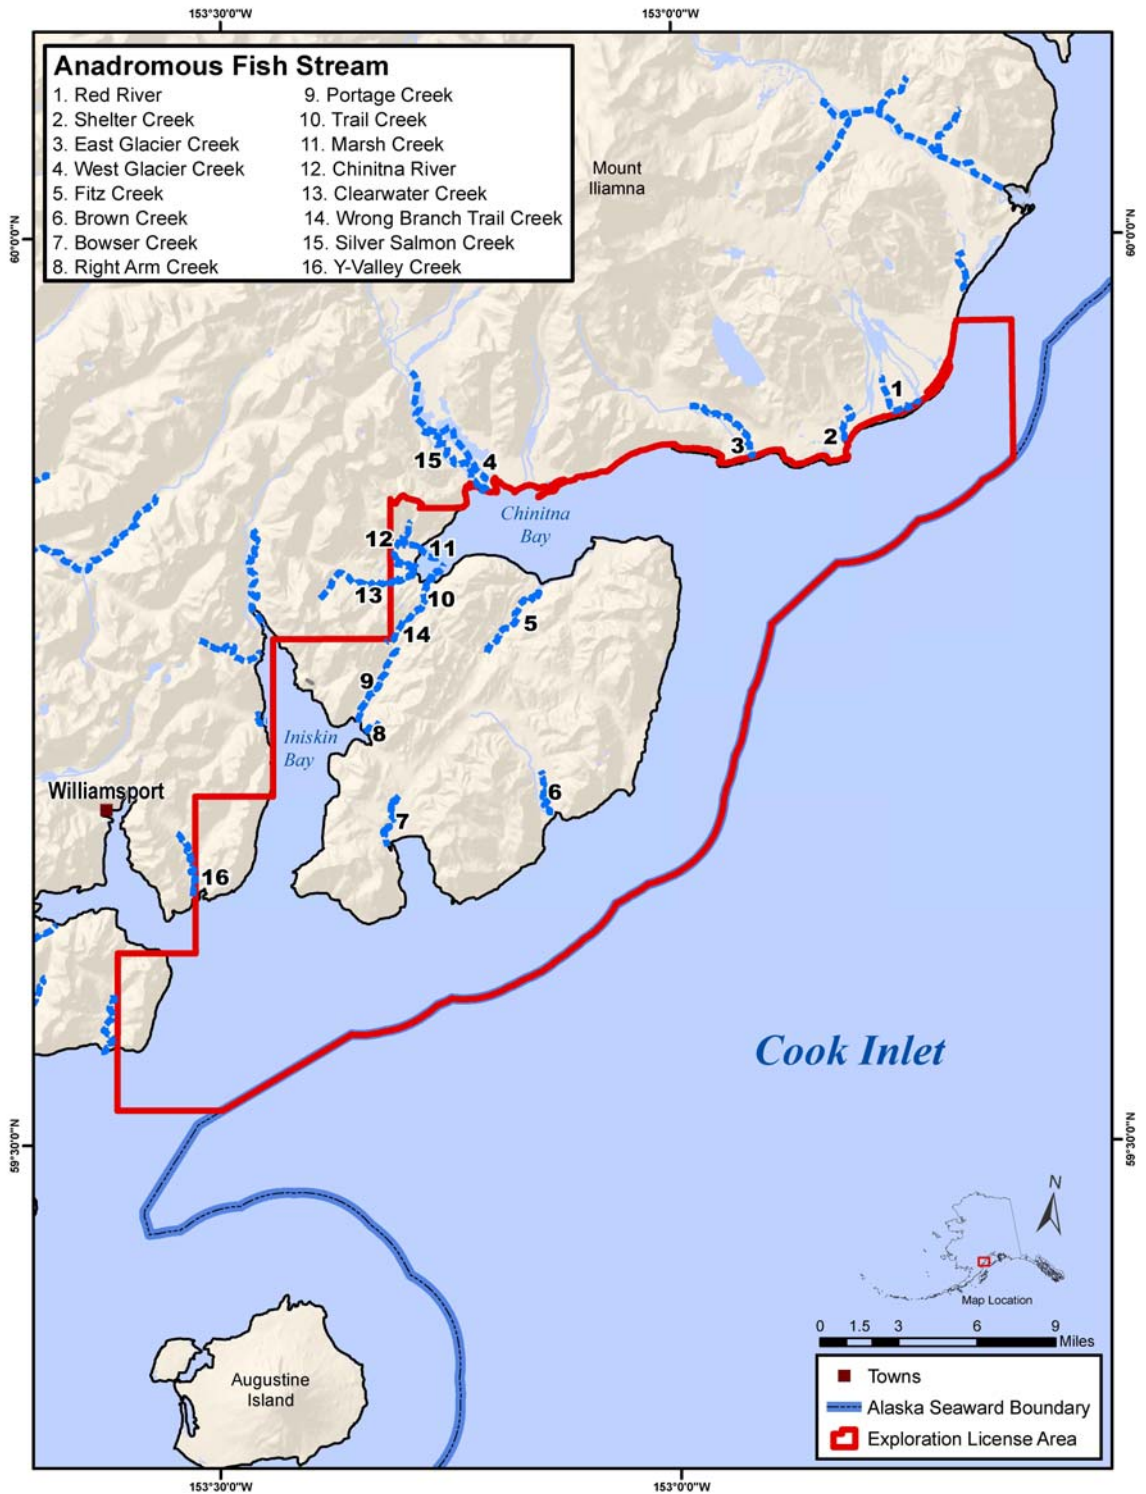 153°30'0"W
153°0'0"W
Anadromous Fish Stream
1. Red River
2. Shelter Creek
3. East Glacier Creek
4. West Glacier Creek
5. Fitz Creek
6. Brown Creek
7. Bowser Creek
8. Right Arm Creek
9. Portage Creek
10. Trail Creek
11. Marsh Creek
12. Chinitna River
13. Clearwater Creek
14. Wrong Branch Trail Creek
15. Silver Salmon Creek
16. Y-Valley Creek
Mount
Iliamna
60°0'0"N
60°0'0"N
1
2
3
15
4
Chinitna
Bay
12
11
13
10
14
5
9
8
Iniskin
Bay
Williamsport
6
7
16
Cook Inlet
59°30'0"N
59°30'0"N
N
Map Location
0 1.5 3 6 9
Miles
Augustine
Island
Towns
Alaska Seaward Boundary
Exploration License Area
153°30'0"W
153°0'0"W